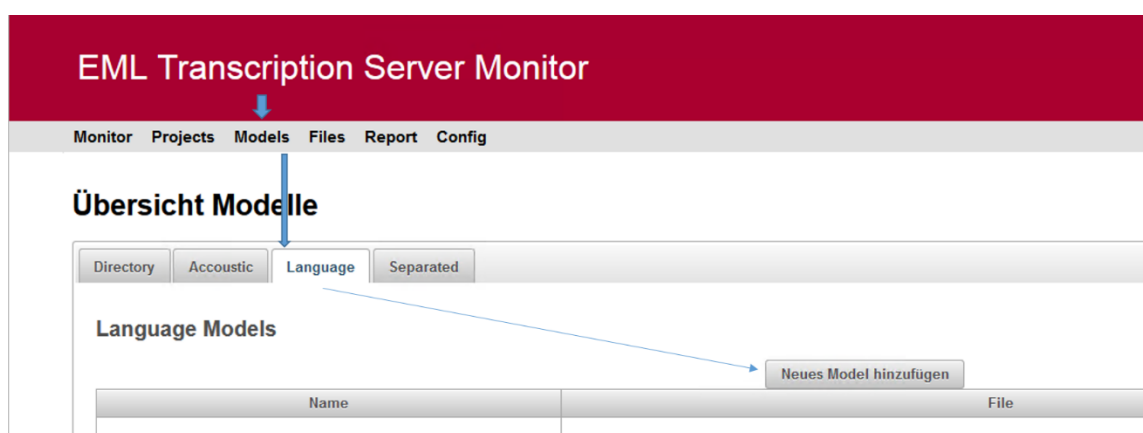 EML Transcription Server Monitor
Monitor Projects Models Files Report Config
Übersicht Modelle
Directory Accoustic Language Separated
Language Models
Neues Model hinzufügen
Name File